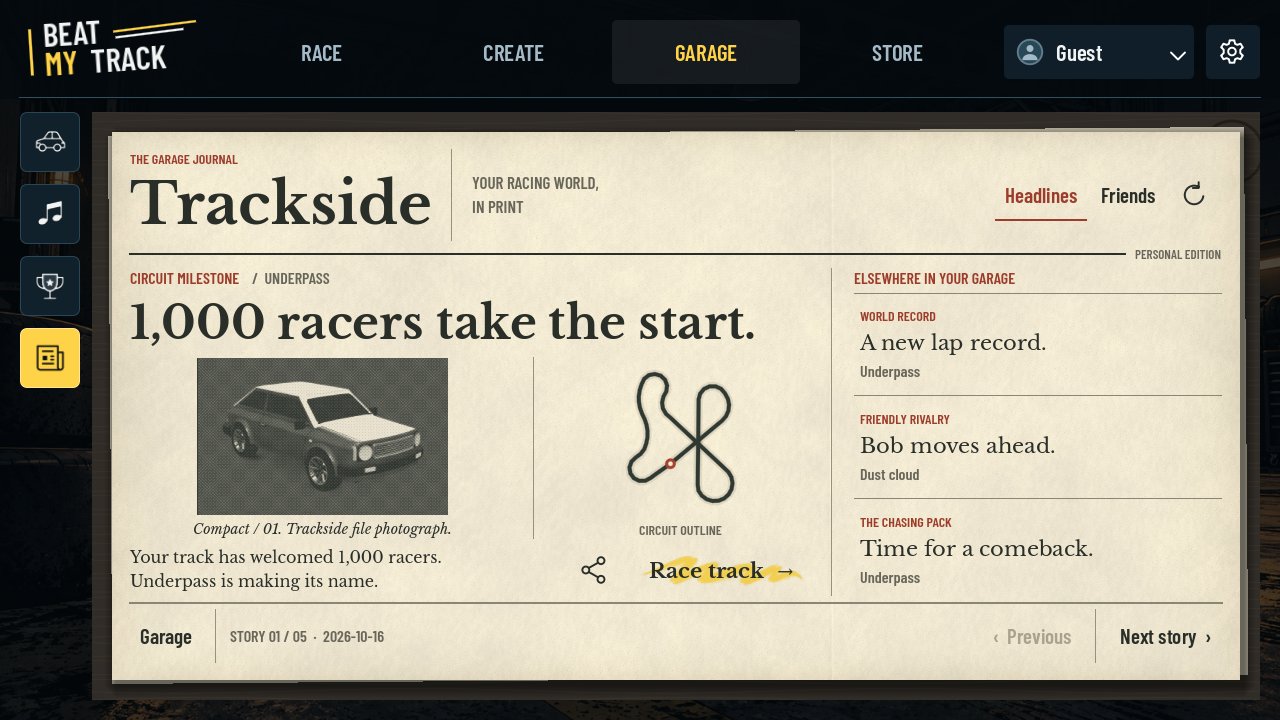 BEAT
MY TRACK
RACE
CREATE
GARAGE
STORE
Guest
THE GARAGE JOURNAL
Trackside
YOUR RACING WORLD,
IN PRINT
Headlines
Friends
PERSONAL EDITION
CIRCUIT MILESTONE / UNDERPASS
1,000 racers take the start.
Compact / 01. Trackside file photograph.
Your track has welcomed 1,000 racers.
Underpass is making its name.
CIRCUIT OUTLINE
Race track →
ELSEWHERE IN YOUR GARAGE
WORLD RECORD
A new lap record.
Underpass
FRIENDLY RIVALRY
Bob moves ahead.
Dust cloud
THE CHASING PACK
Time for a comeback.
Underpass
Garage
STORY 01 / 05 · 2026-10-16
‹ Previous
Next story ›